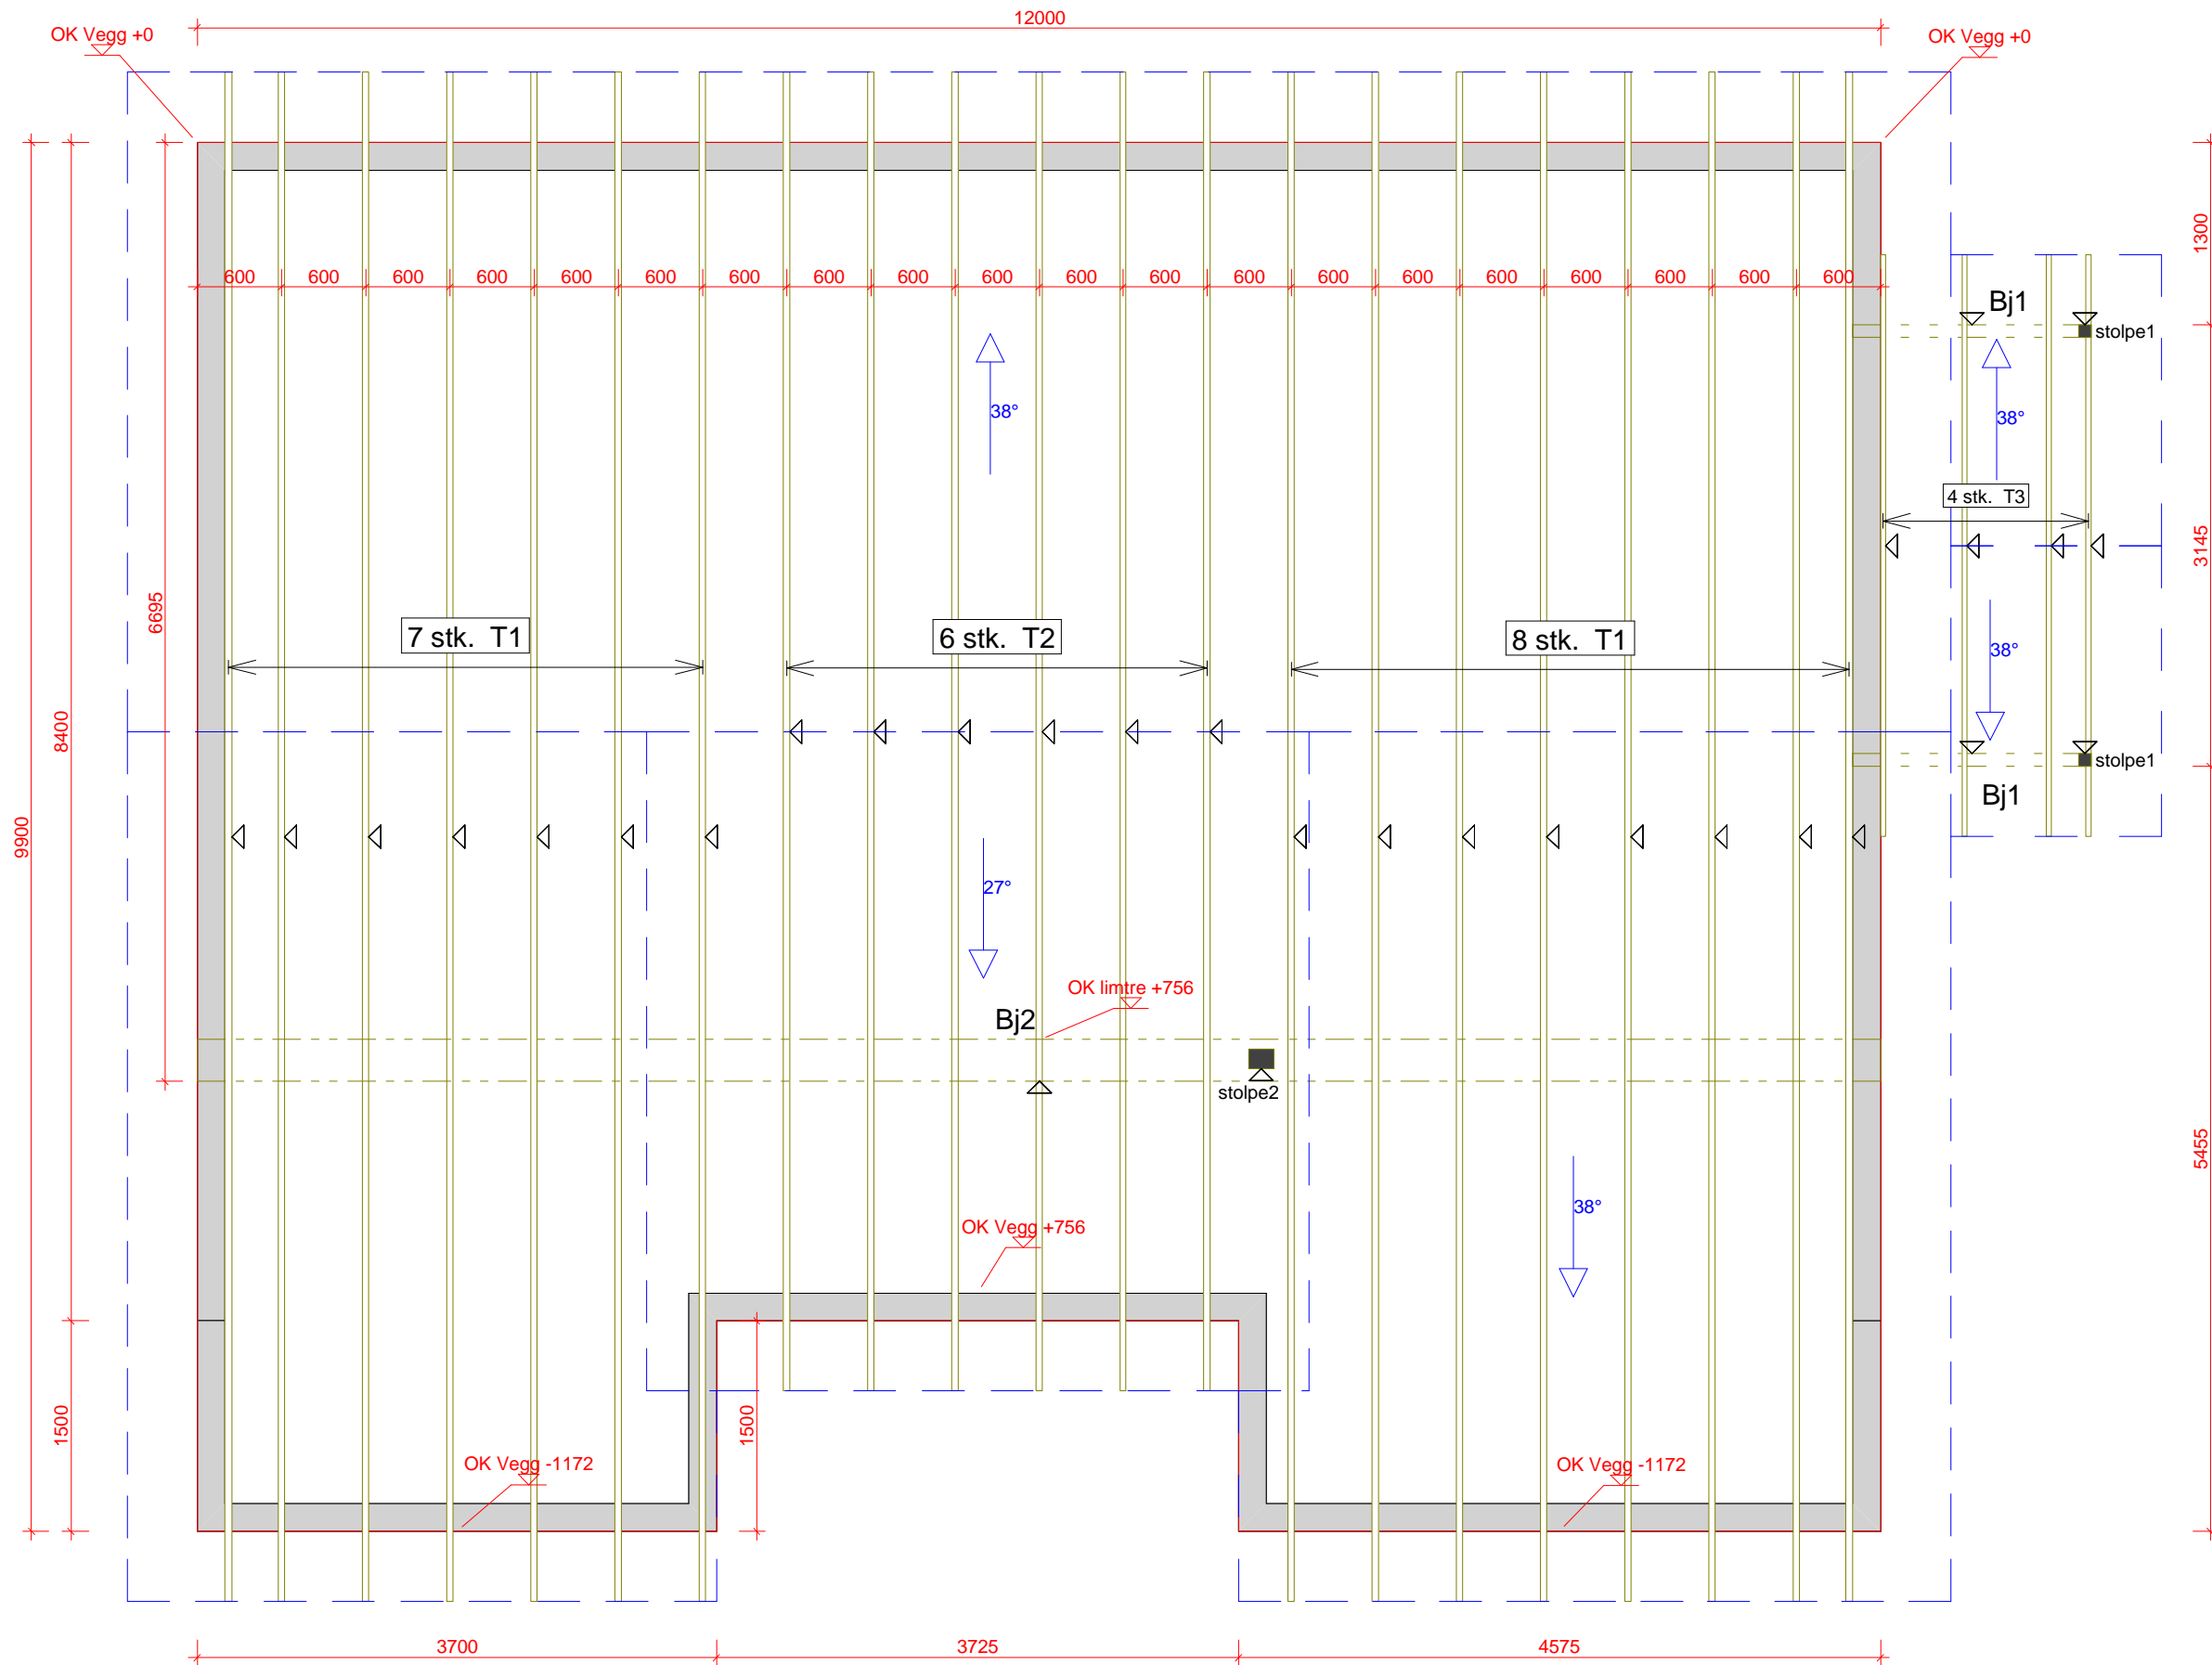 12000
OK Vegg +0
OK Vegg +0
1300
600 600 600 600 600 600 600 600 600 600 600 600 600 600 600 600 600 600 600 600
Bj1
stolpe1
38°
38°
4 stk. T3
3145
6695
7 stk. T1
6 stk. T2
8 stk. T1
38°
8400
stolpe1
Bj1
9900
27°
OK limtre +756
Bj2
stolpe2
5455
38°
OK Vegg +756
1500
1500
OK Vegg -1172
OK Vegg -1172
3700
3725
4575